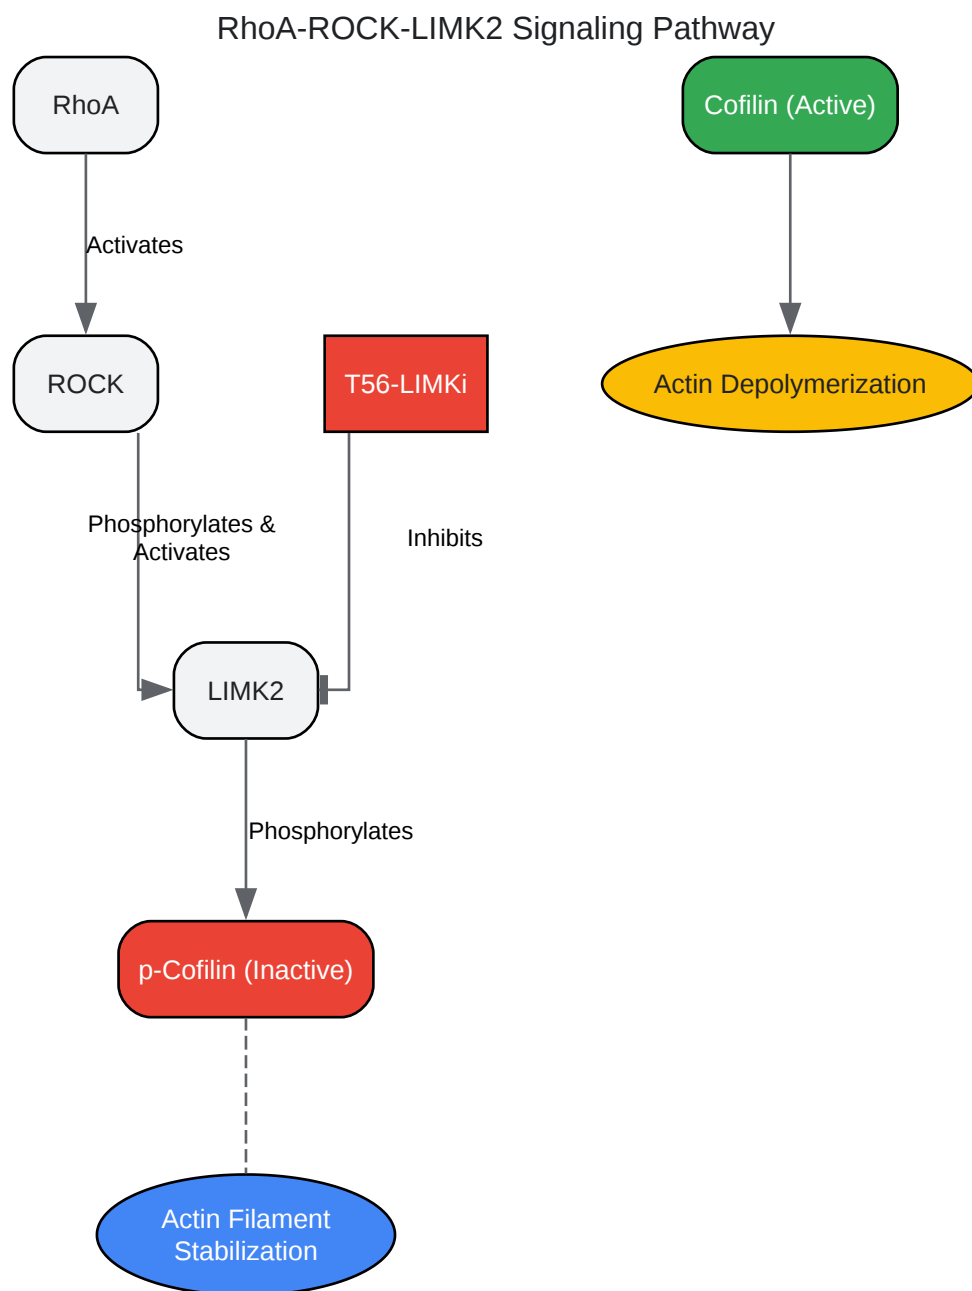 RhoA-ROCK-LIMK2 Signaling Pathway
RhoA
Cofilin (Active)
Activates
ROCK
T56-LIMKi
Actin Depolymerization
Phosphorylates &
Activates
Inhibits
LIMK2
Phosphorylates
p-Cofilin (Inactive)
Actin Filament
Stabilization